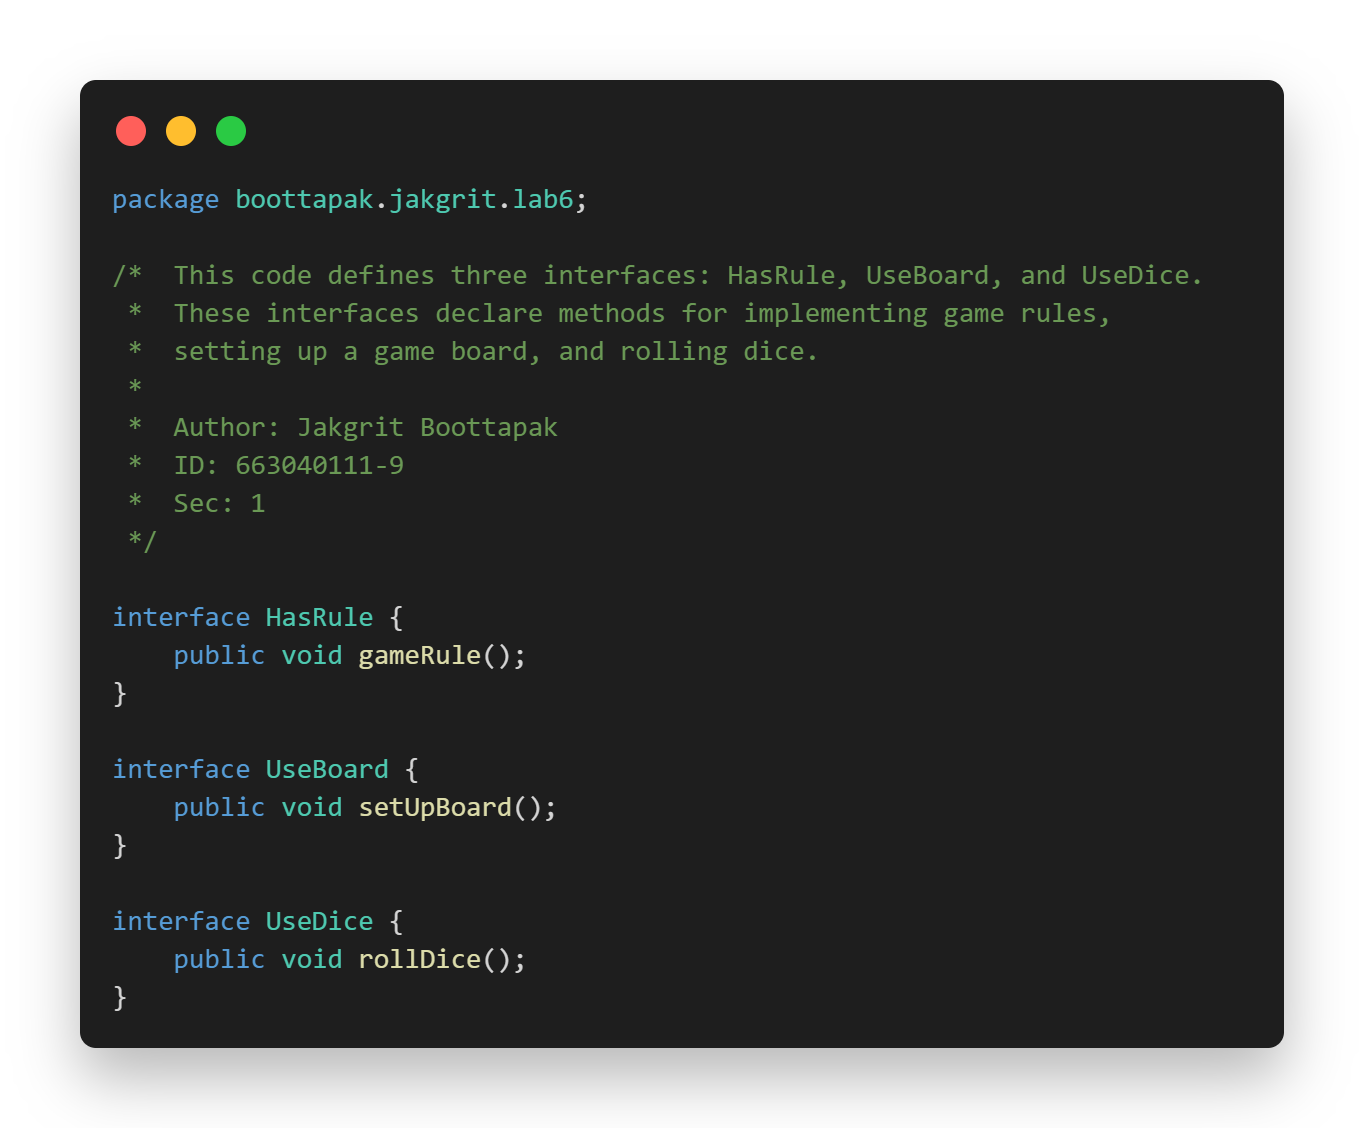 package boottapak.jakgrit.lab6;

/*  This code defines three interfaces: HasRule, UseBoard, and UseDice.
 *  These interfaces declare methods for implementing game rules,
 *  setting up a game board, and rolling dice.
 *
 *  Author: Jakgrit Boottapak
 *  ID: 663040111-9
 *  Sec: 1
 */

interface HasRule {
    public void gameRule();
}

interface UseBoard {
    public void setUpBoard();
}

interface UseDice {
    public void rollDice();
}